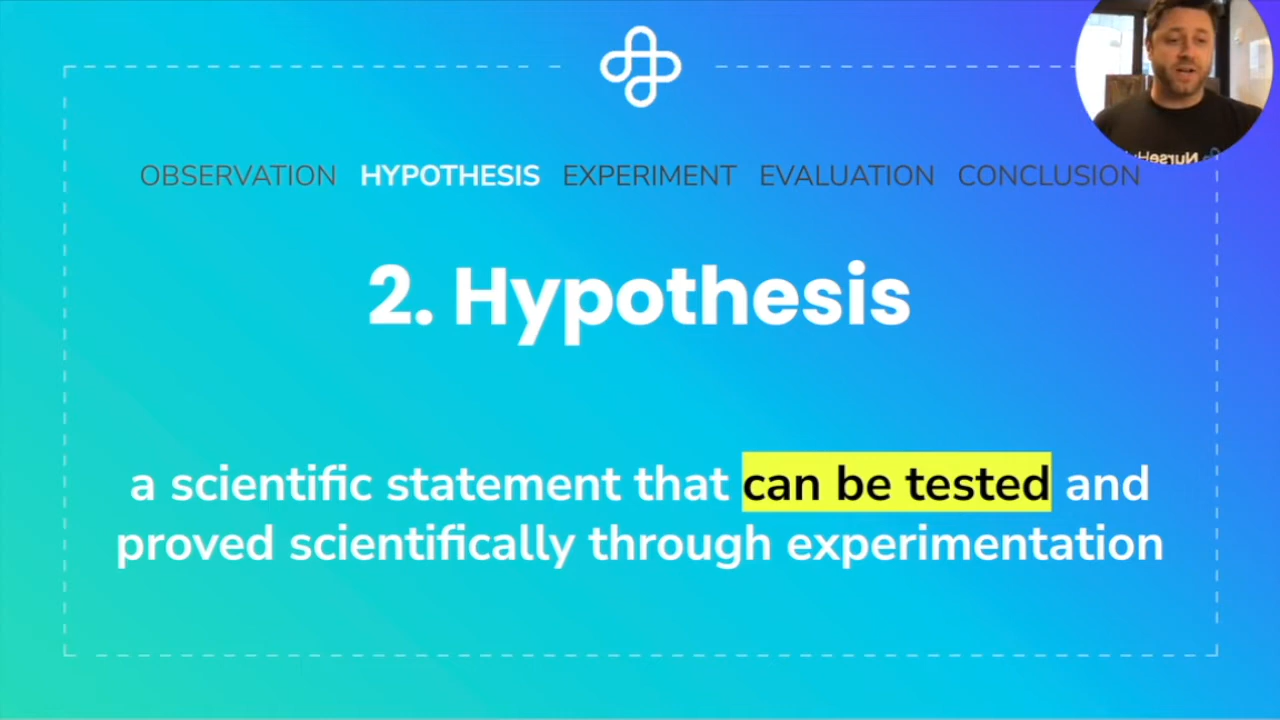 OBSERVATION HYPOTHESIS EXPERIMENT EVALUATION CONCLUSION
2. Hypothesis
a scientific statement that can be tested and
proved scientifically through experimentation